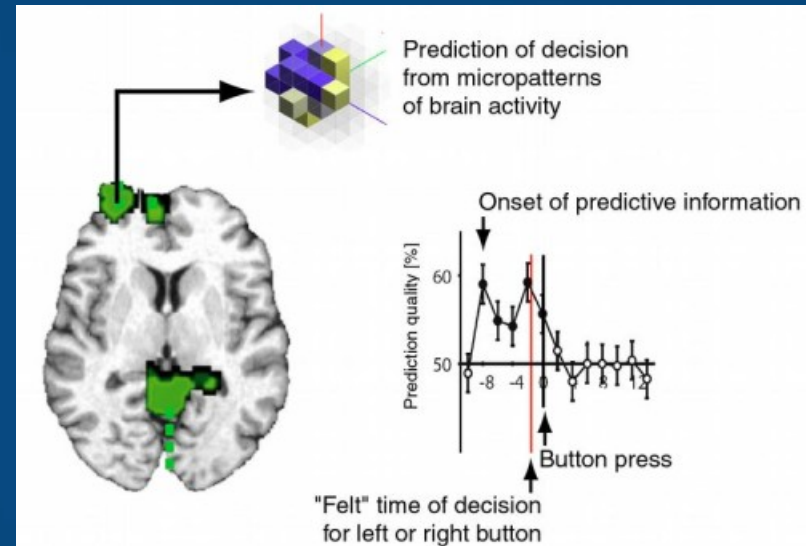 Prediction of decision
from micropatterns
of brain activity
Onset of predictive information
Prediction quality [%]
60
50
-8 -4 0 8 12
Button press
"Felt" time of decision
for left or right button